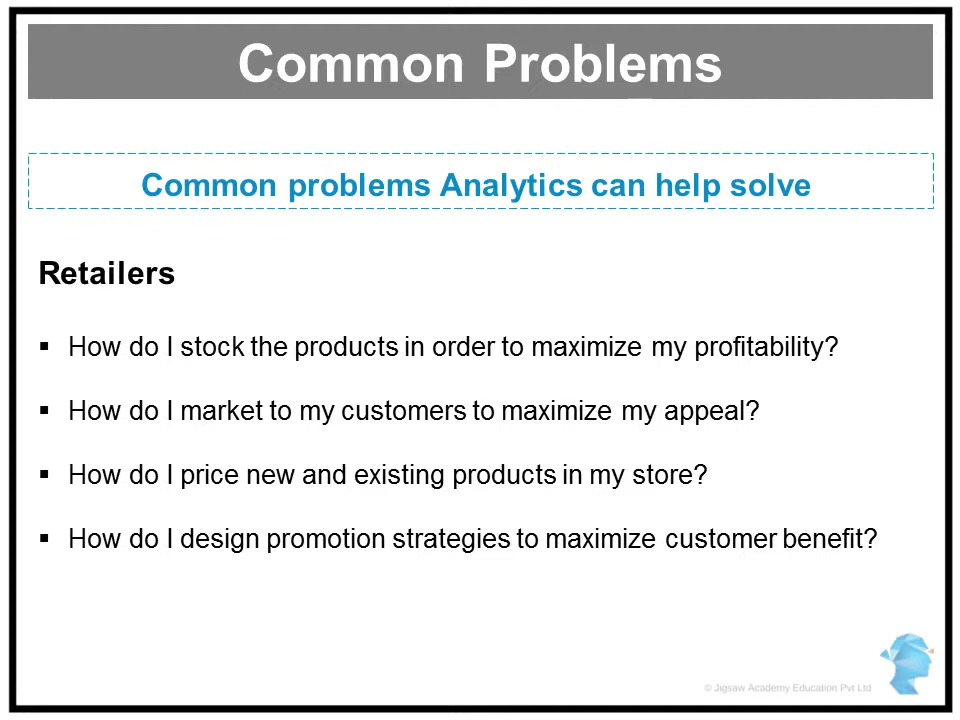 Common Problems
Common problems Analytics can help solve
Retailers
▪ How do I stock the products in order to maximize my profitability?
▪ How do I market to my customers to maximize my appeal?
▪ How do I price new and existing products in my store?
▪ How do I design promotion strategies to maximize customer benefit?
© Jigsaw Academy Education Pvt Ltd